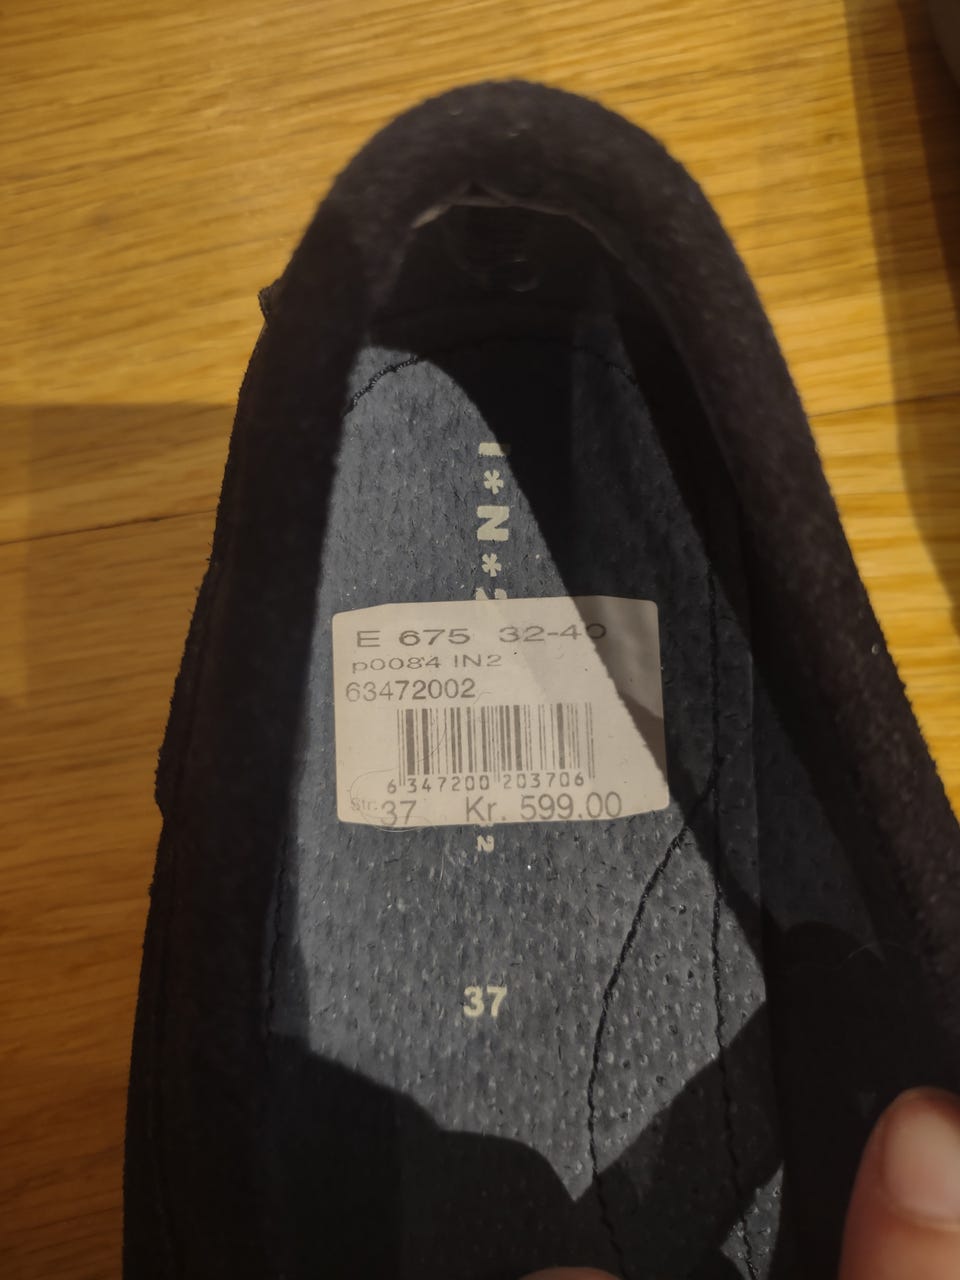 *N*
E 675 32-40
p0084 IN2
63472002
6 347200 203706
Str. 37 Kr. 599.00
N
37